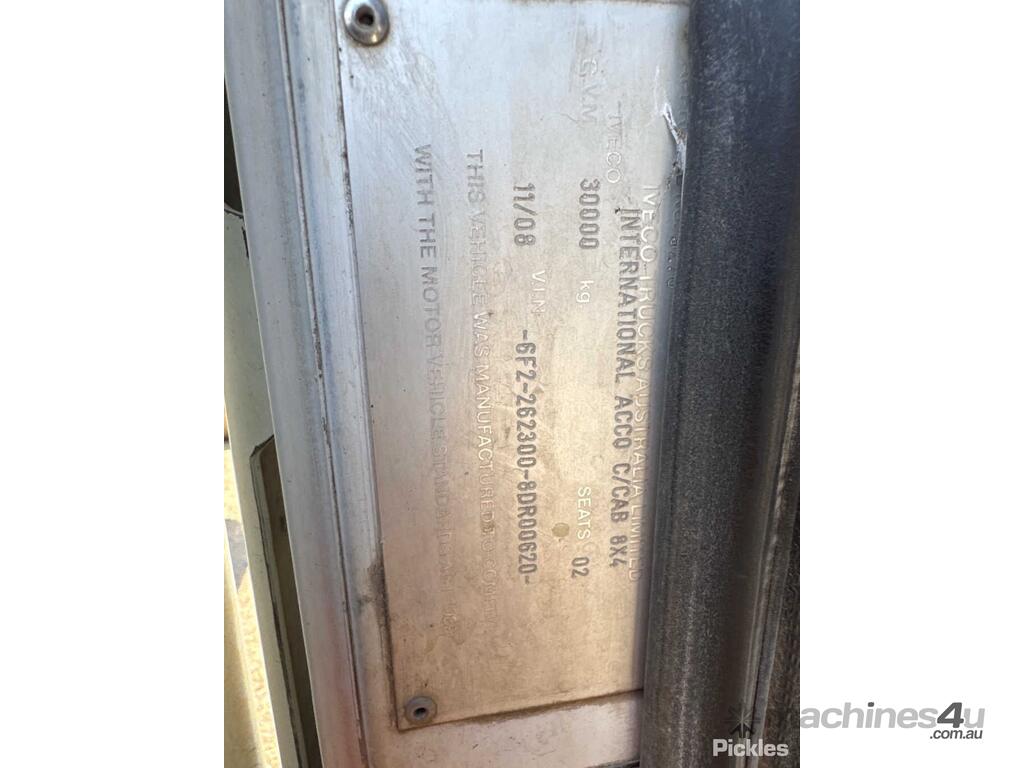 IVECO TRUCKS AUSTRALIA LIMITED
IVECO INTERNATIONAL ACCO C/CAB 8X4
G.V.M 30000 kg SEATS 02
11/08 V.I.N -6F2-262300-8DR00620-
THIS VEHICLE WAS MANUFACTURED TO COMPLY
WITH THE MOTOR VEHICLE STANDARDS ACT
machines4u
.com.au
Pickles